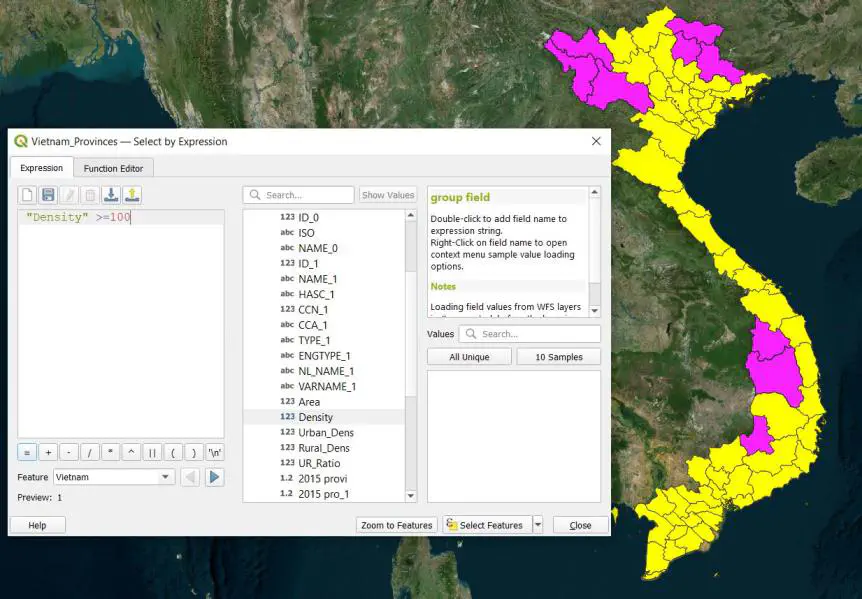 Vietnam_Provinces — Select by Expression
Expression
Function Editor
"Density" >=100
Search...
Show Values
123 ID_0
abc ISO
abc NAME_0
123 ID_1
abc NAME_1
abc HASC_1
123 CCN_1
abc CCA_1
abc TYPE_1
abc ENGTYPE_1
abc NL_NAME_1
abc VARNAME_1
123 Area
123 Density
123 Urban_Dens
123 Rural_Dens
123 UR_Ratio
1.2 2015 provi
1.2 2015 pro_1
group field
Double-click to add field name to
expression string.
Right-Click on field name to open
context menu sample value loading
options.
Notes
Loading field values from WFS layers
Values
Search...
All Unique
10 Samples
= + - / * ^ || ( ) '\n'
Feature Vietnam
Preview: 1
Help
Zoom to Features
Select Features
Close